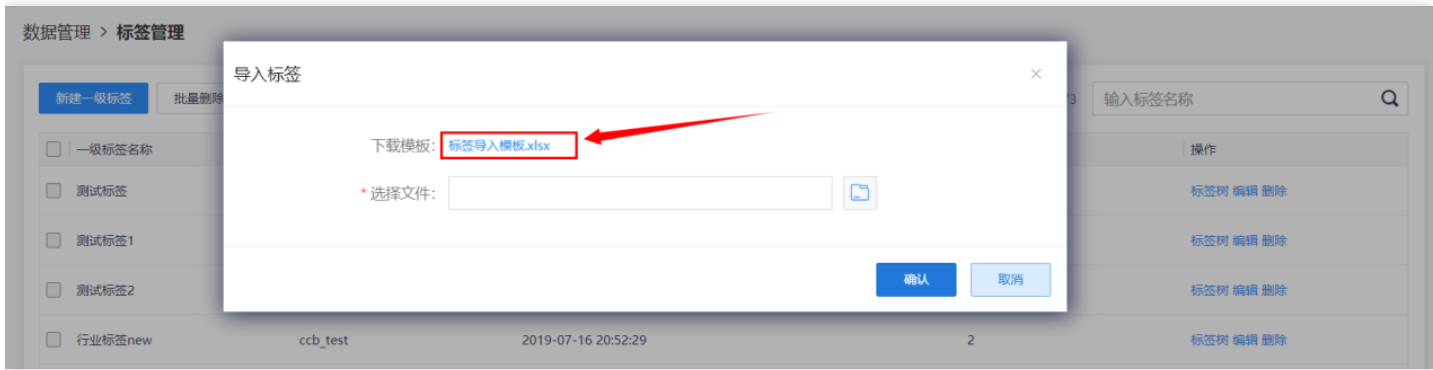 数据管理 > 标签管理
导入标签
新建一级标签 批量删除 /3 输入标签名称
下载模板: 标签导入模板.xlsx
一级标签名称 操作
测试标签 标签树 编辑 删除
* 选择文件:
测试标签1 标签树 编辑 删除
确认 取消
测试标签2 标签树 编辑 删除
行业标签new ccb_test 2019-07-16 20:52:29 2 标签树 编辑 删除